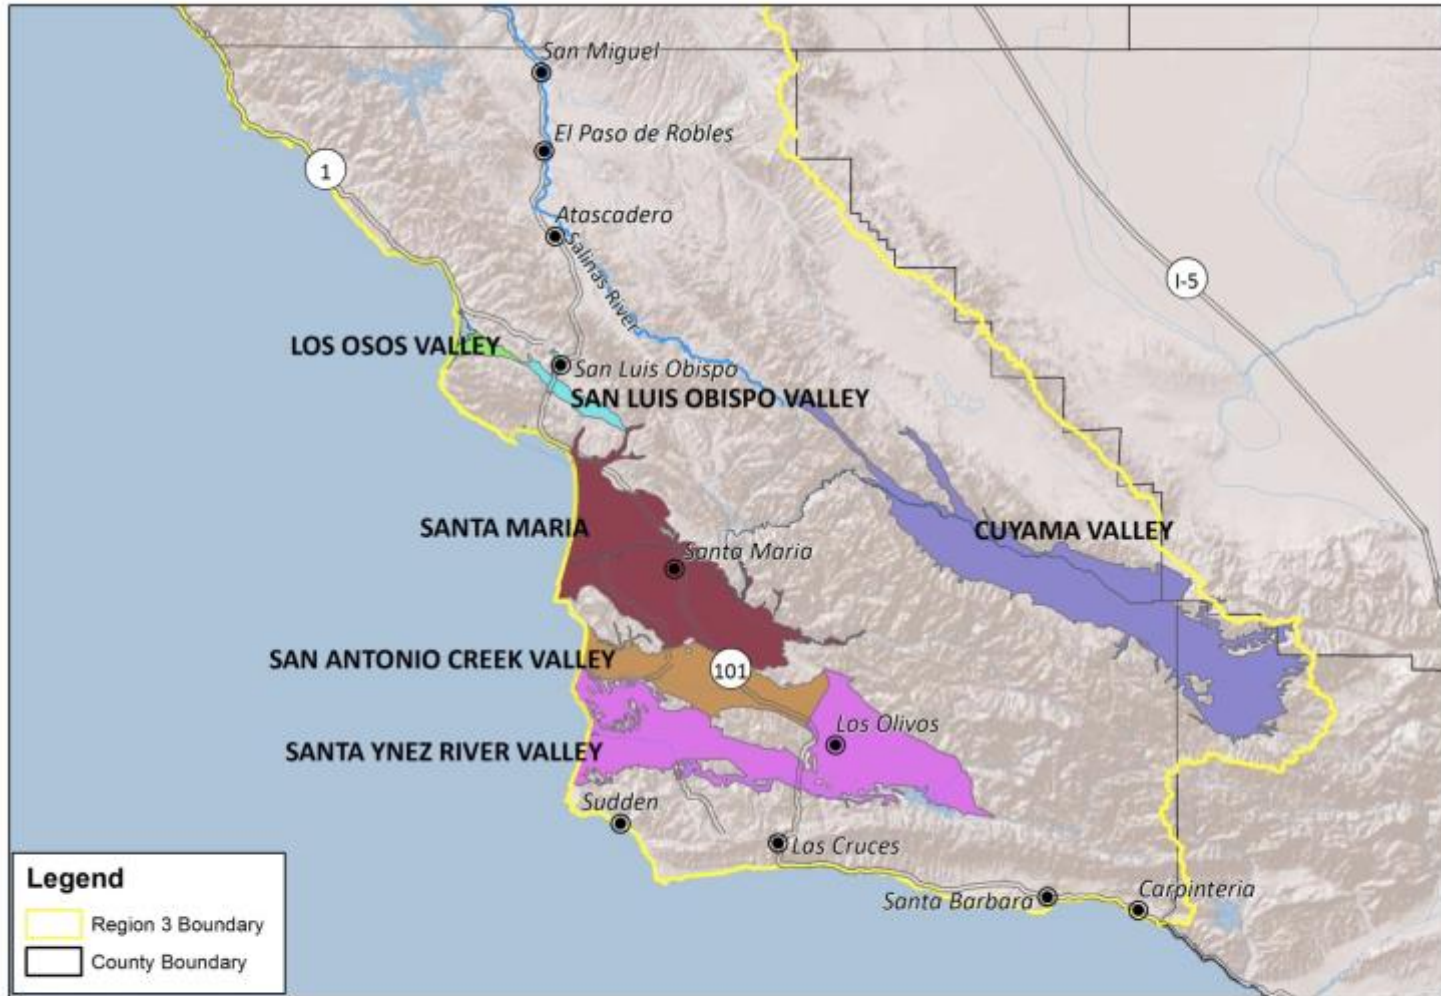 San Miguel
El Paso de Robles
1
Atascadero
Salinas River
I-5
LOS OSOS VALLEY
San Luis Obispo
SAN LUIS OBISPO VALLEY
SANTA MARIA
Santa Maria
CUYAMA VALLEY
SAN ANTONIO CREEK VALLEY
101
Los Olivos
SANTA YNEZ RIVER VALLEY
Sudden
Las Cruces
Santa Barbara
Carpinteria
Legend
Region 3 Boundary
County Boundary